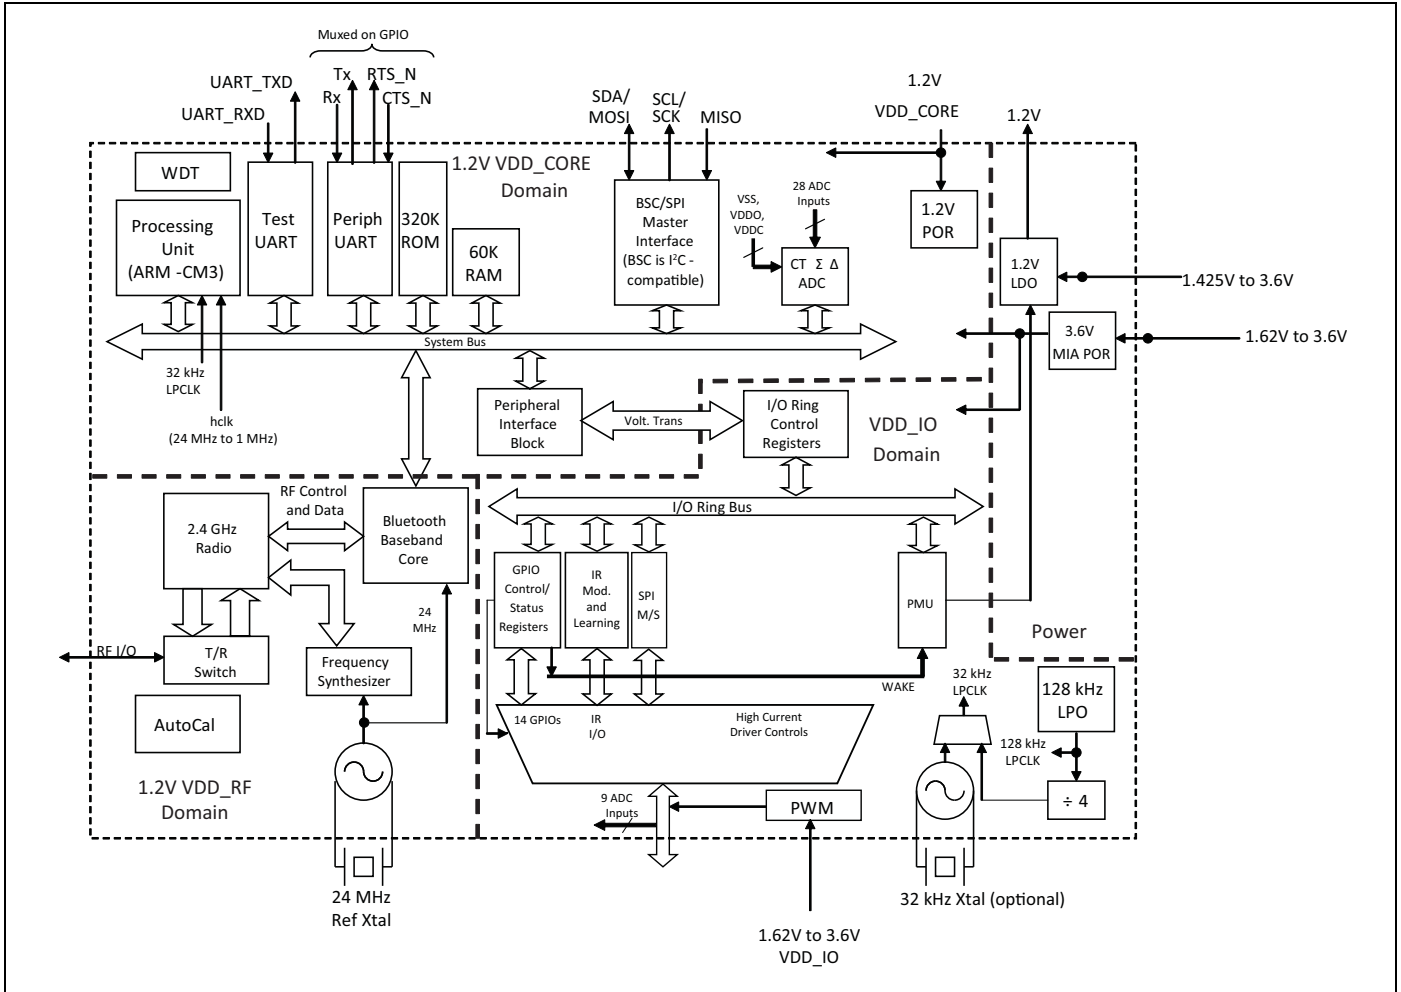 Muxed on GPIO
UART_TXD
Tx
RTS_N
UART_RXD
Rx
CTS_N
SDA/
MOSI
SCL/
SCK
MISO
1.2V
VDD_CORE
1.2V
WDT
1.2V VDD_CORE
Domain
Processing
Unit
(ARM -CM3)
Test
UART
Periph
UART
320K
ROM
60K
RAM
BSC/SPI
Master
Interface
(BSC is I²C -
compatible)
VSS,
VDDO,
VDDC
28 ADC
Inputs
CT Σ Δ
ADC
1.2V
POR
1.2V
LDO
1.425V to 3.6V
3.6V
MIA POR
1.62V to 3.6V
System Bus
32 kHz
LPCLK
hclk
(24 MHz to 1 MHz)
Peripheral
Interface
Block
Volt. Trans
I/O Ring
Control
Registers
VDD_IO
Domain
2.4 GHz
Radio
RF Control
and Data
Bluetooth
Baseband
Core
I/O Ring Bus
GPIO
Control/
Status
Registers
IR
Mod.
and
Learning
SPI
M/S
PMU
24
MHz
RF I/O
T/R
Switch
Frequency
Synthesizer
Power
WAKE
32 kHz
LPCLK
128 kHz
LPO
AutoCal
14 GPIOs
IR
I/O
High Current
Driver Controls
128 kHz
LPCLK
1.2V VDD_RF
Domain
9 ADC
Inputs
PWM
÷ 4
24 MHz
Ref Xtal
32 kHz Xtal (optional)
1.62V to 3.6V
VDD_IO